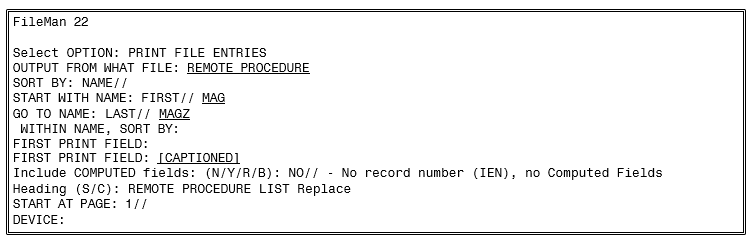 FileMan 22
Select OPTION: PRINT FILE ENTRIES
OUTPUT FROM WHAT FILE: REMOTE PROCEDURE
SORT BY: NAME//
START WITH NAME: FIRST// MAG
GO TO NAME: LAST// MAGZ
WITHIN NAME, SORT BY:
FIRST PRINT FIELD:
FIRST PRINT FIELD: [CAPTIONED]
Include COMPUTED fields: (N/Y/R/B): NO// - No record number (IEN), no Computed Fields
Heading (S/C): REMOTE PROCEDURE LIST Replace
START AT PAGE: 1//
DEVICE: